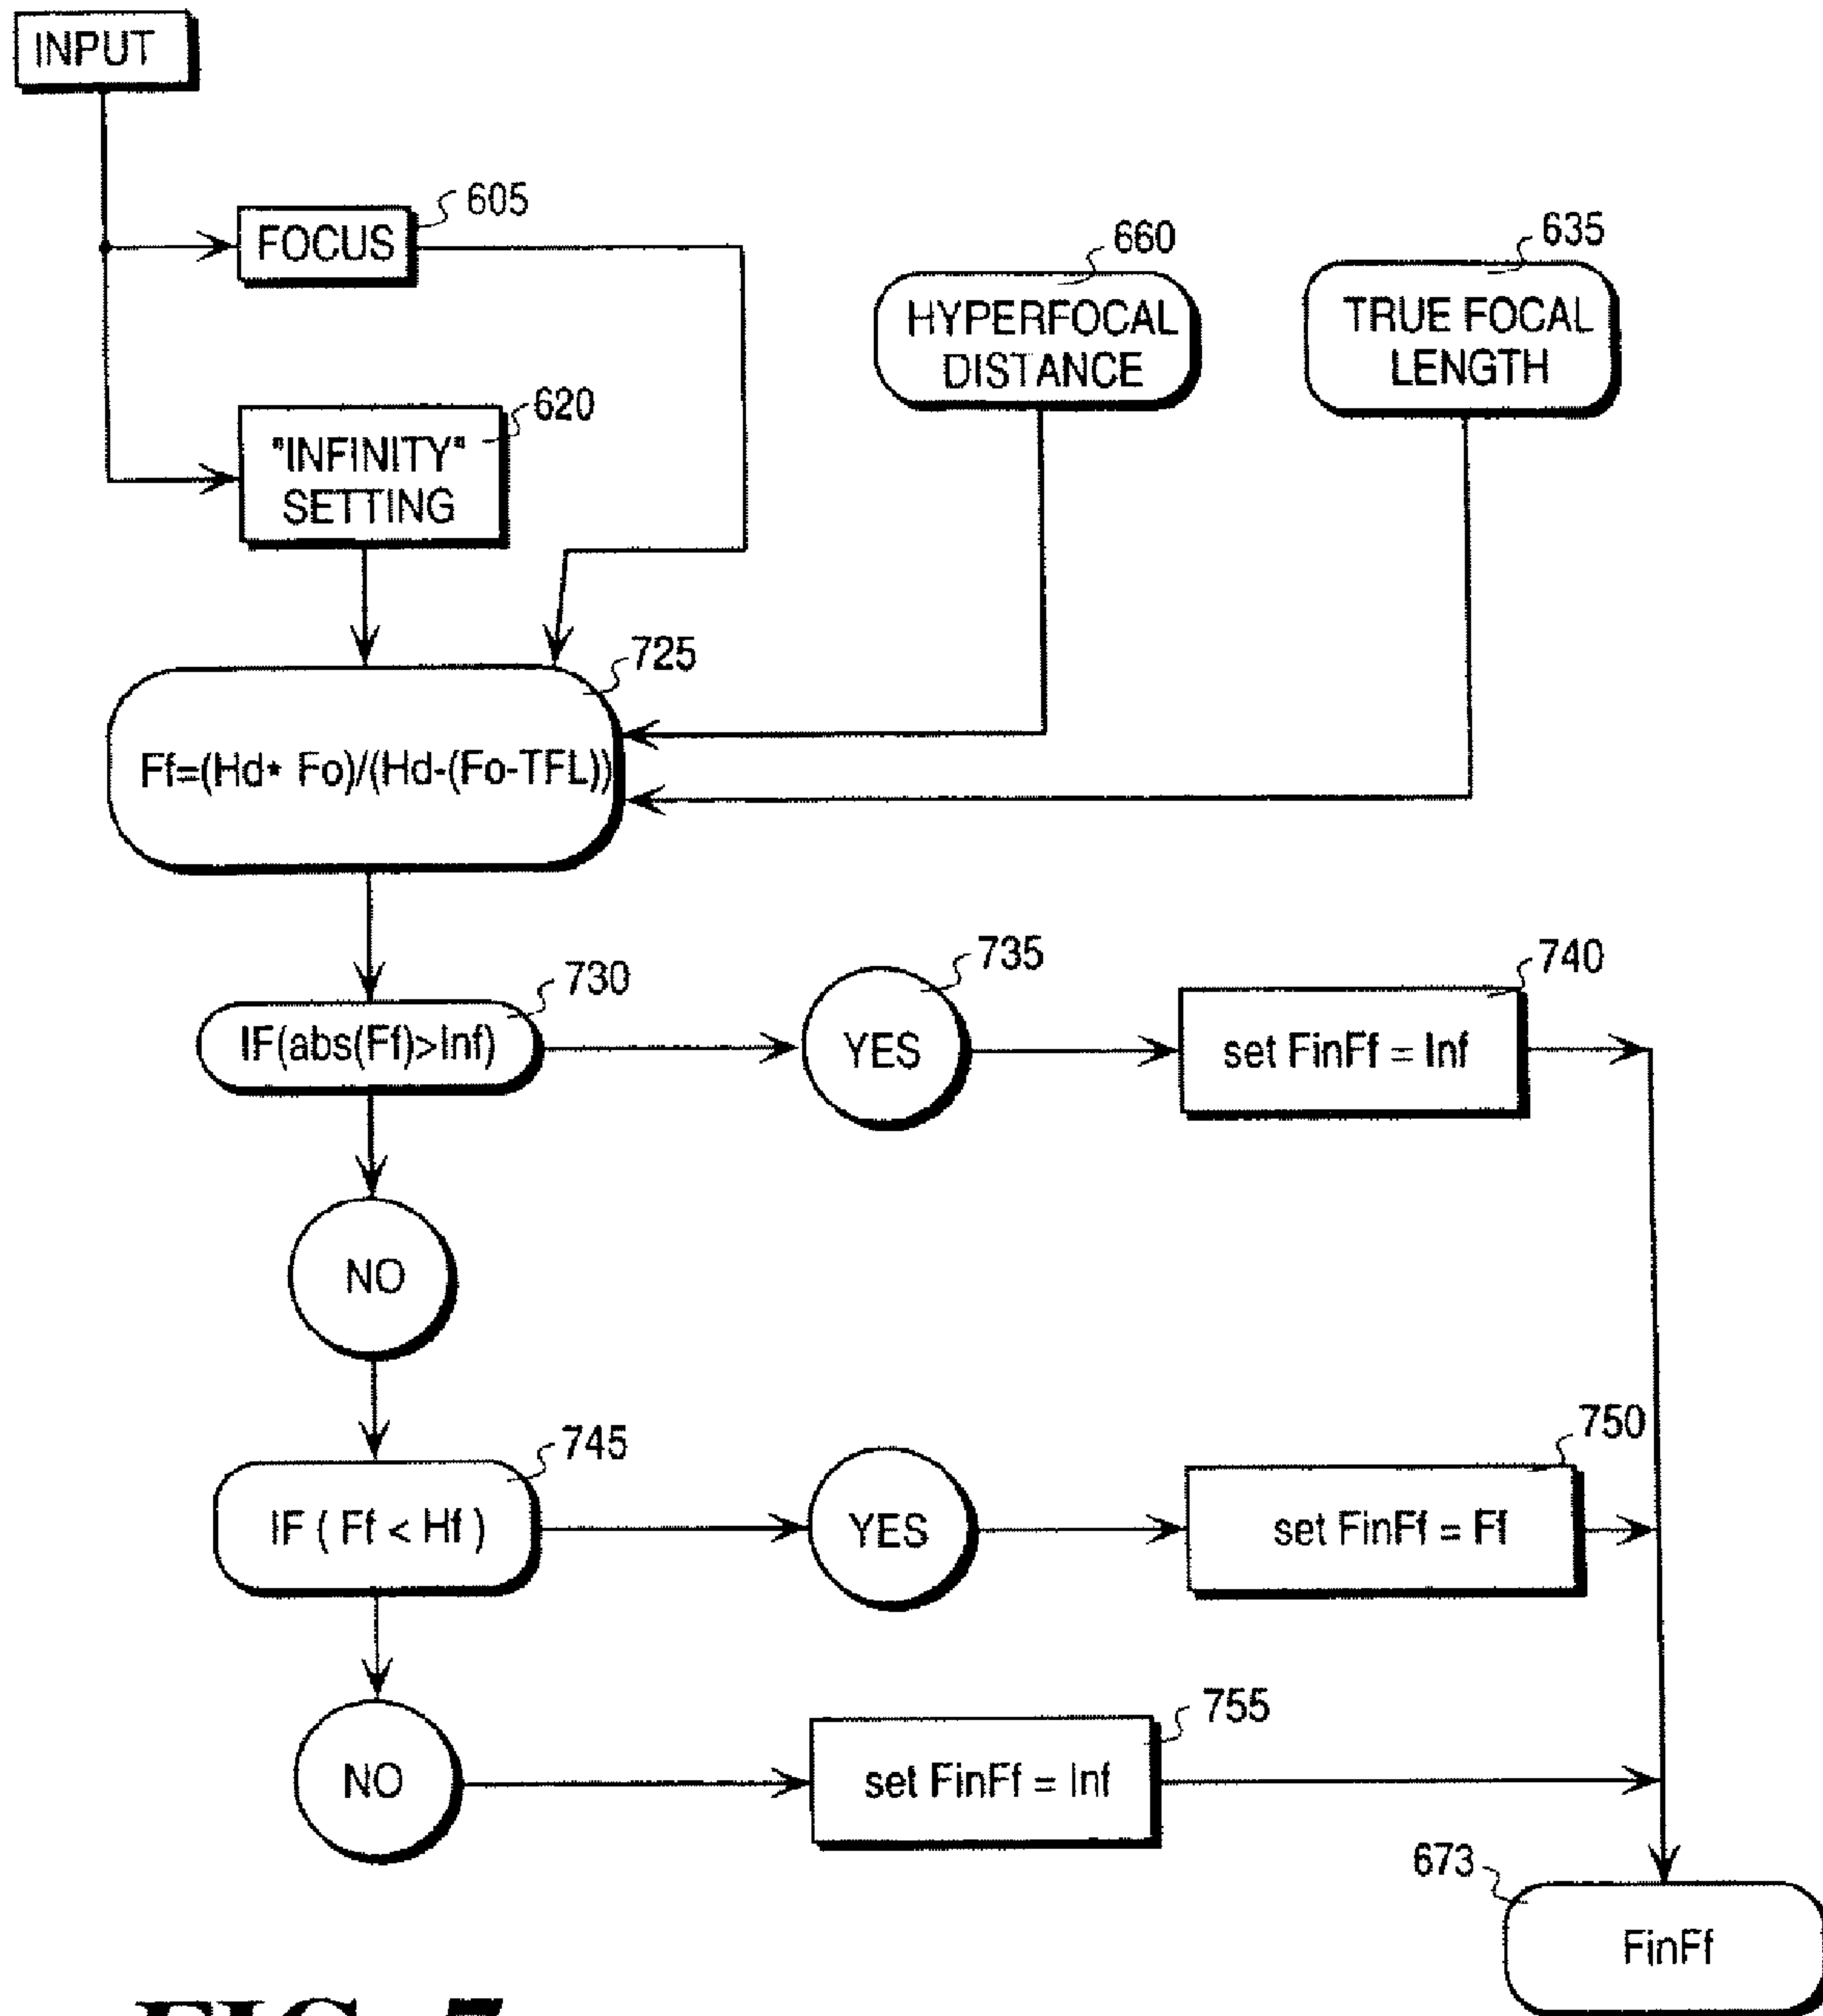 INPUT
605
FOCUS
660
HYPERFOCAL
DISTANCE
635
TRUE FOCAL
LENGTH
620
"INFINITY"
SETTING
725
Ff=(Hd* Fo)/(Hd-(Fo-TFL))
730
IF(abs(Ff)>Inf)
735
YES
740
set FinFf = Inf
NO
745
IF ( Ff < Hf )
YES
750
set FinFf = Ff
NO
755
set FinFf = Inf
673
FinFf
FIG. 7